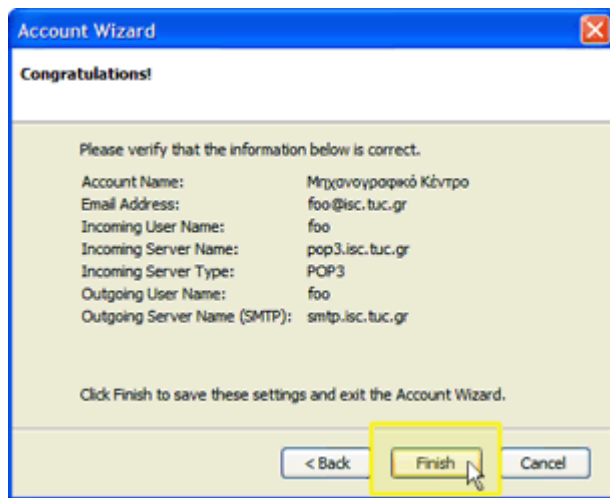 Account Wizard
Congratulations!
Please verify that the information below is correct.
Account Name: Μηχανογραφικό Κέντρο
Email Address: foo@isc.tuc.gr
Incoming User Name: foo
Incoming Server Name: pop3.isc.tuc.gr
Incoming Server Type: POP3
Outgoing User Name: foo
Outgoing Server Name (SMTP): smtp.isc.tuc.gr
Click Finish to save these settings and exit the Account Wizard.
< Back Finish Cancel